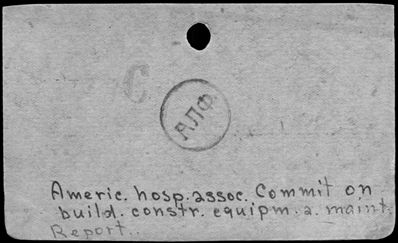 C
АЛФ
Americ. hosp. assoc. Commit on
build. constr. equipm. a. maint.
Report.